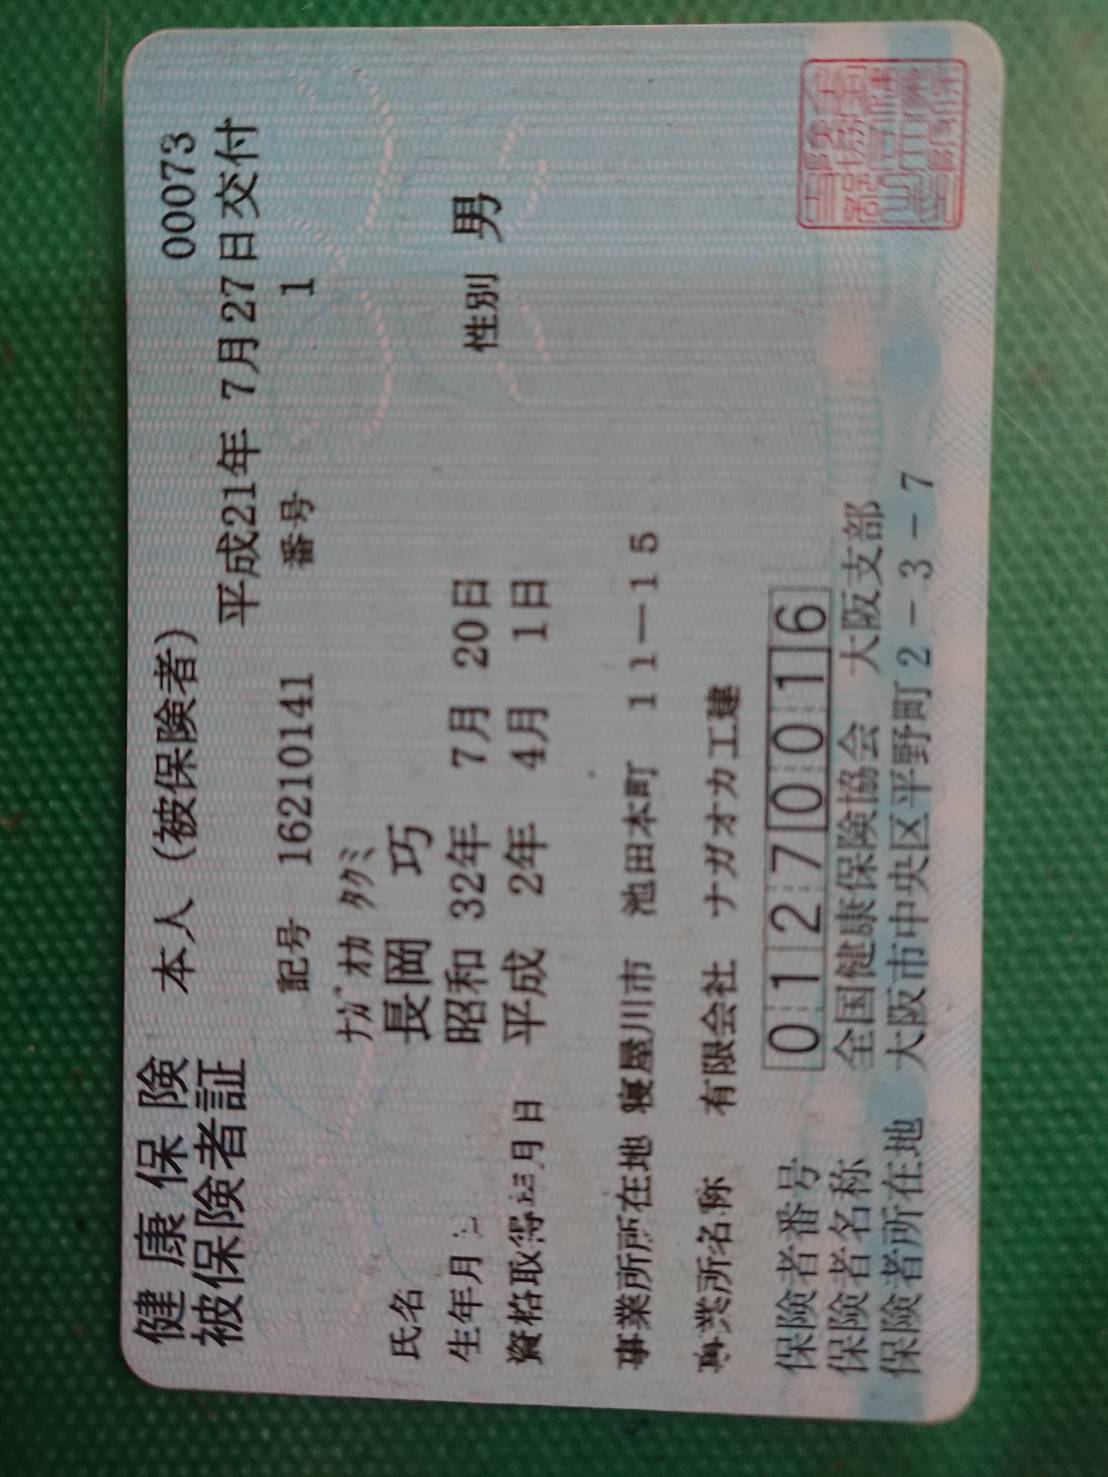 健康保険
被保険者証
本人（被保険者）
00073
平成21年 7月27日交付
記号 16210141 番号 1
ﾅｶﾞｵｶ ﾀｸﾐ
氏名 長岡 巧
生年月 昭和 32年 7月 20日 性別 男
資格取得年月日 平成 2年 4月 1日
事業所所在地 寝屋川市 池田本町 11－15
事業所名称 有限会社 ナガオカ工建
保険者番号 01270016
保険者名称 全国健康保険協会 大阪支部
保険者所在地 大阪市中央区平野町2－3－7